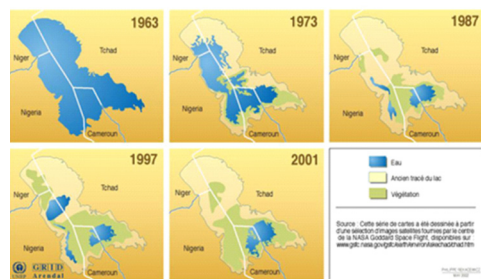 1963
Tchad
Niger
Nigeria
Cameroun
1973
Tchad
Niger
Nigeria
Cameroun
1987
Tchad
Niger
Nigeria
Cameroun
1997
Tchad
Niger
Nigeria
Cameroun
2001
Tchad
Niger
Nigeria
Cameroun
Eau
Ancien tracé du lac
Végétation
Source : Cette série de cartes a été dessinée à partir
d'une sélection d'images satellites fournies par le centre
de la NASA Goddard Space Flight, disponibles sur
UNEP
GRID
Arendal